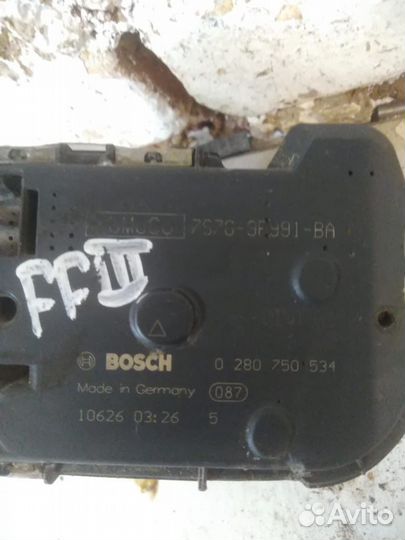 7S7G-9F991-BA
FFIII
BOSCH 0 280 750 534
Made in Germany 087
10626 03:26 5
Avito